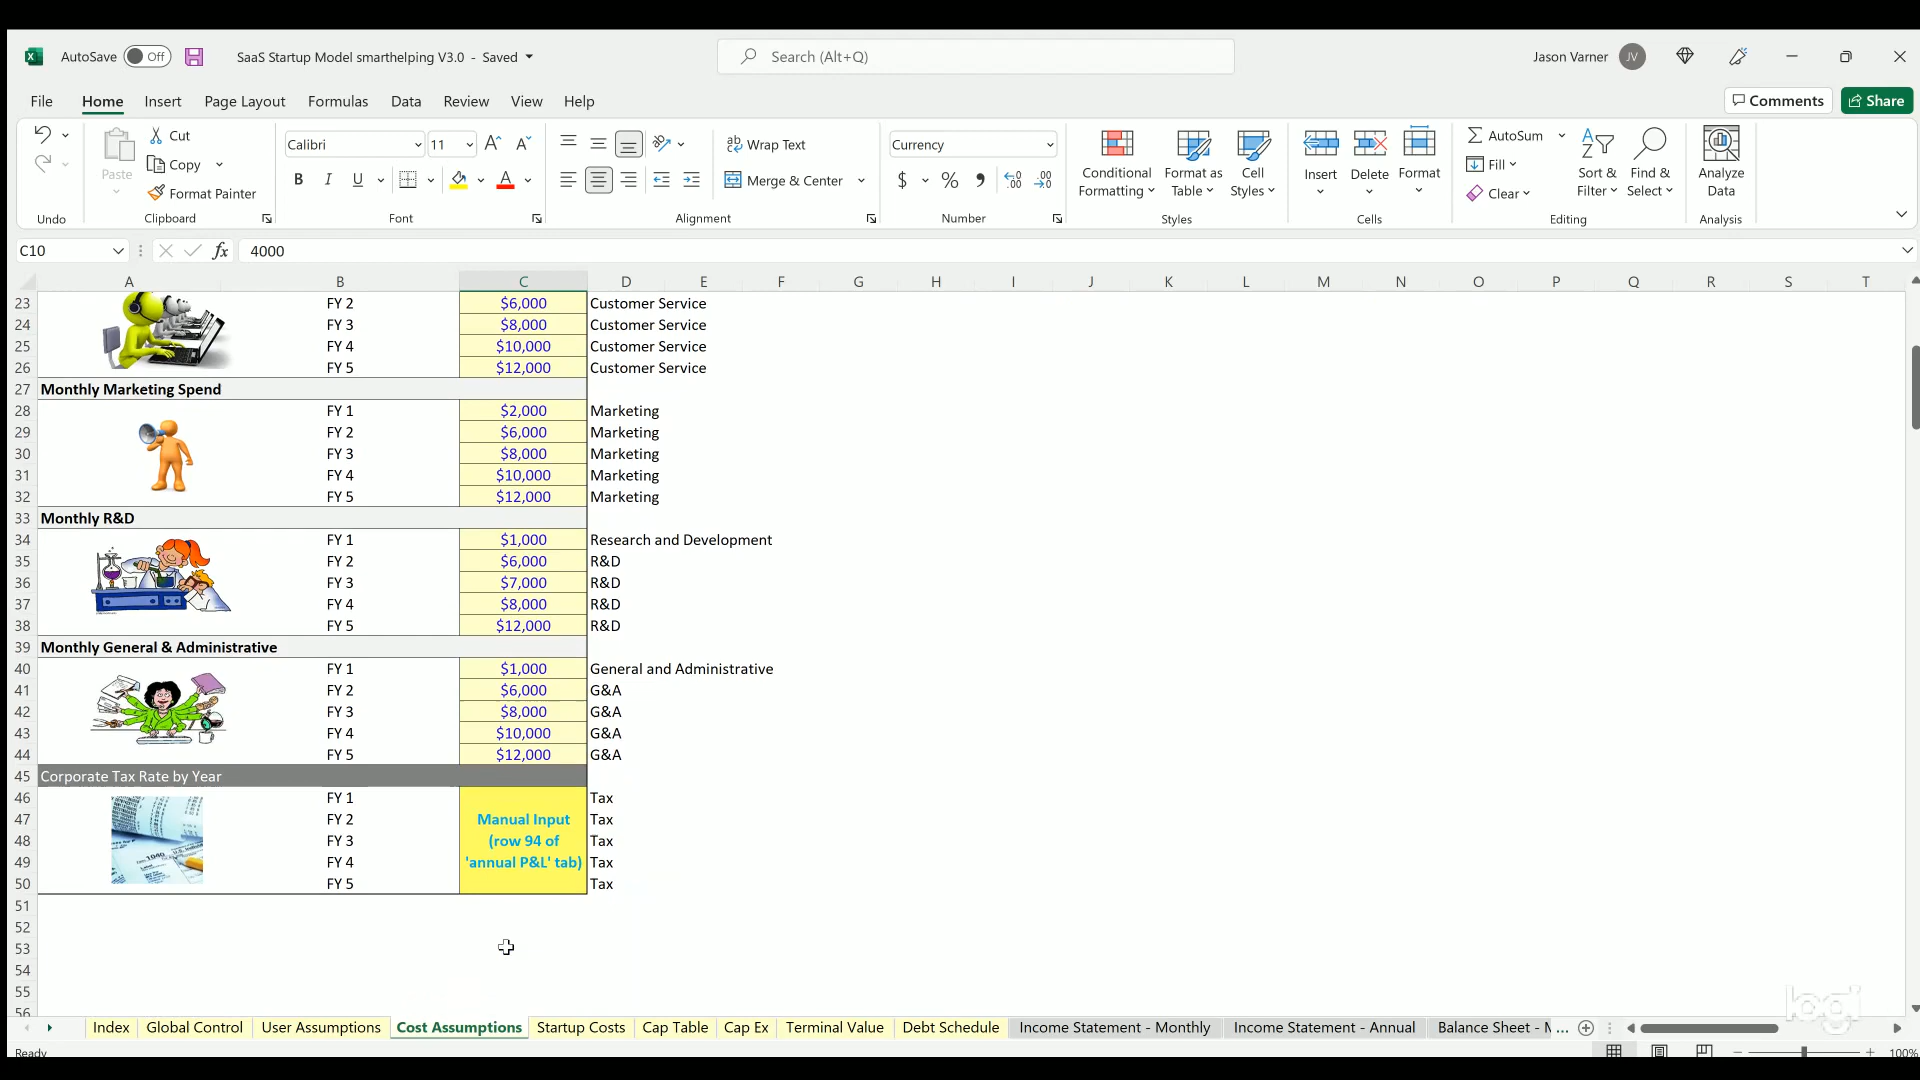 AutoSave Off SaaS Startup Model smarthelping V3.0 - Saved Search (Alt+Q) Jason Varner JV
File Home Insert Page Layout Formulas Data Review View Help Comments Share
Paste Cut Copy Format Painter
Calibri 11 B I U
Wrap Text Merge & Center
Currency $ % 9
Conditional Formatting Format as Table Cell Styles
Insert Delete Format
AutoSum Fill Clear
Sort & Filter Find & Select
Analyze Data
Undo Clipboard Font Alignment Number Styles Cells Editing Analysis
C10 fx 4000
A B C D E F G H I J K L M N O P Q R S T
23 FY 2 $6,000 Customer Service
24 FY 3 $8,000 Customer Service
25 FY 4 $10,000 Customer Service
26 FY 5 $12,000 Customer Service
27 Monthly Marketing Spend
28 FY 1 $2,000 Marketing
29 FY 2 $6,000 Marketing
30 FY 3 $8,000 Marketing
31 FY 4 $10,000 Marketing
32 FY 5 $12,000 Marketing
33 Monthly R&D
34 FY 1 $1,000 Research and Development
35 FY 2 $6,000 R&D
36 FY 3 $7,000 R&D
37 FY 4 $8,000 R&D
38 FY 5 $12,000 R&D
39 Monthly General & Administrative
40 FY 1 $1,000 General and Administrative
41 FY 2 $6,000 G&A
42 FY 3 $8,000 G&A
43 FY 4 $10,000 G&A
44 FY 5 $12,000 G&A
45 Corporate Tax Rate by Year
46 FY 1 Tax
47 FY 2 Manual Input Tax
48 FY 3 (row 94 of Tax
49 FY 4 'annual P&L' tab) Tax
50 FY 5 Tax
51
52
53
54
55
56
logi
Index Global Control User Assumptions Cost Assumptions Startup Costs Cap Table Cap Ex Terminal Value Debt Schedule Income Statement - Monthly Income Statement - Annual Balance Sheet - M ...
Ready 100%